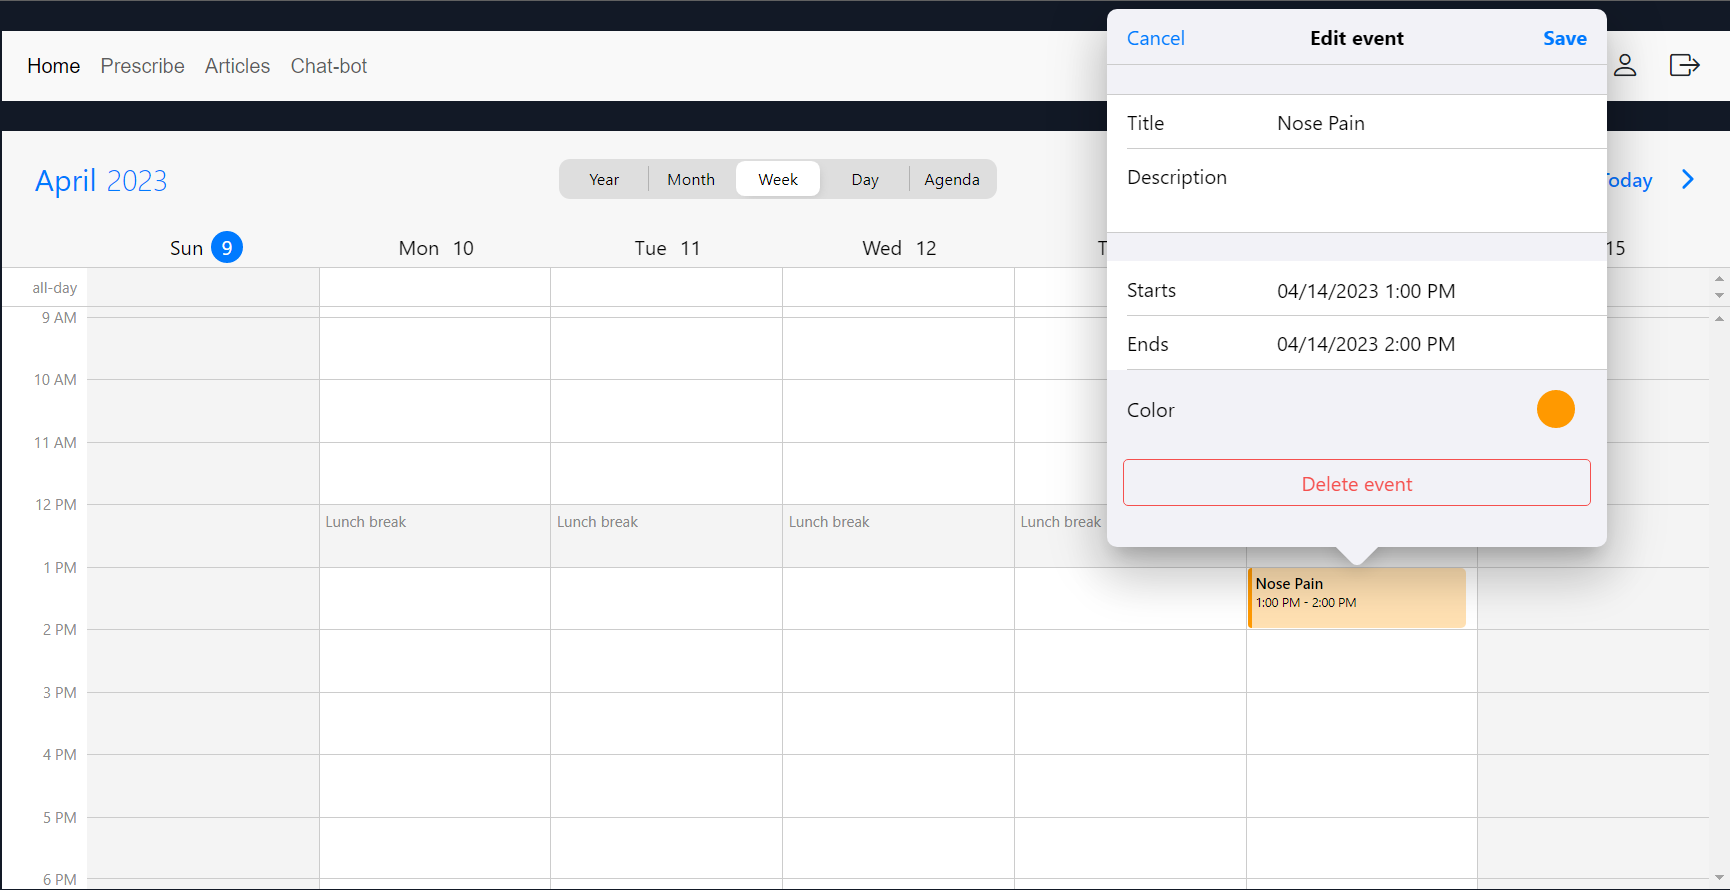 Home Prescribe Articles Chat-bot
Cancel Edit event Save
Title Nose Pain
Description
Starts 04/14/2023 1:00 PM
Ends 04/14/2023 2:00 PM
Color
Delete event
April 2023
Year Month Week Day Agenda
Today
Sun 9 Mon 10 Tue 11 Wed 12 15
all-day
9 AM
10 AM
11 AM
12 PM
Lunch break Lunch break Lunch break Lunch break
1 PM
Nose Pain
1:00 PM - 2:00 PM
2 PM
3 PM
4 PM
5 PM
6 PM